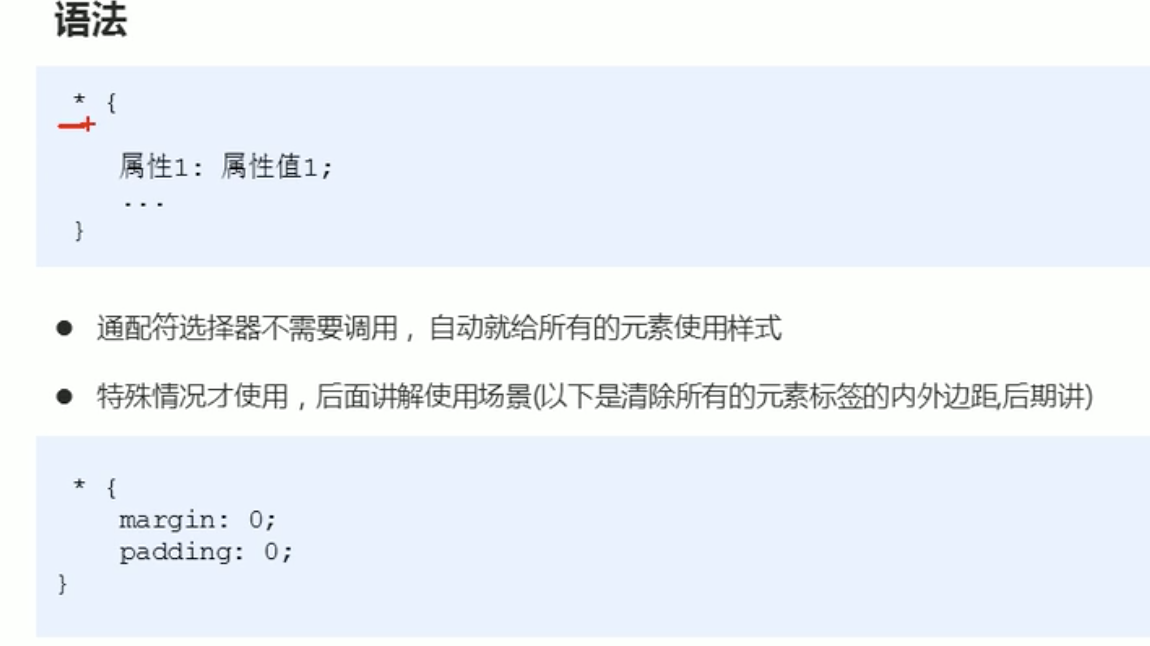 语法
* {
属性1: 属性值1;
...
}
● 通配符选择器不需要调用，自动就给所有的元素使用样式
● 特殊情况才使用，后面讲解使用场景(以下是清除所有的元素标签的内外边距,后期讲)
* {
margin: 0;
padding: 0;
}